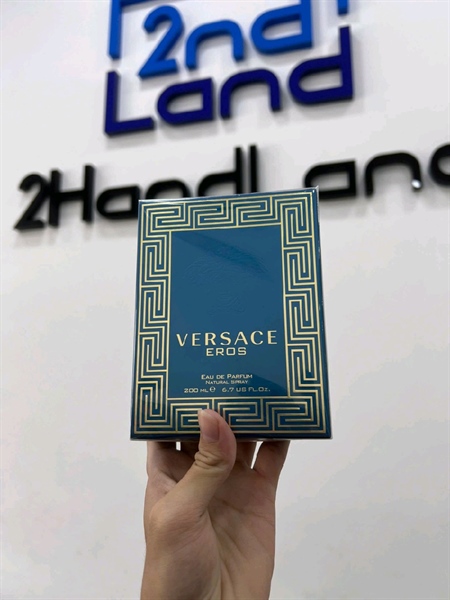 2nd
Land
2HandLand
VERSACE
EROS
EAU DE PARFUM
NATURAL SPRAY
200 ML ℮ 6.7 US FL.OZ.